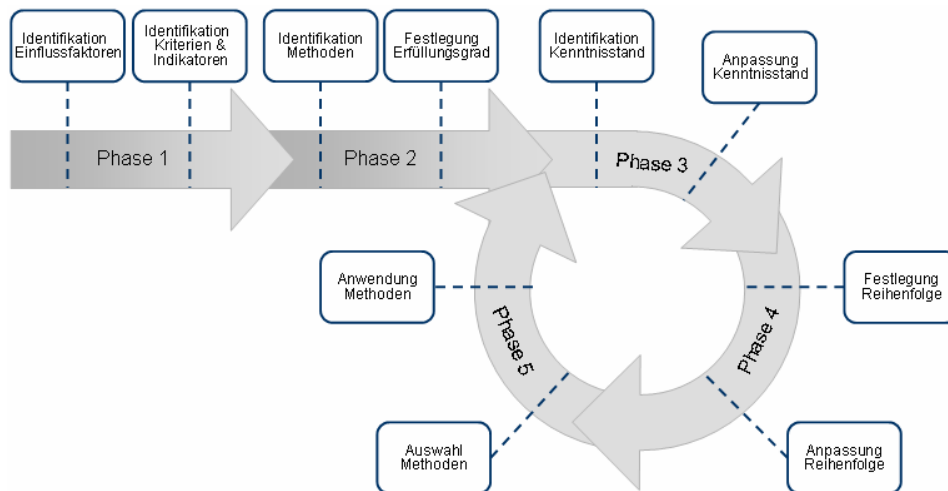 Identifikation
Einflussfaktoren
Identifikation
Kriterien &
Indikatoren
Identifikation
Methoden
Festlegung
Erfüllungsgrad
Identifikation
Kenntnisstand
Anpassung
Kenntnisstand
Phase 1
Phase 2
Phase 3
Festlegung
Reihenfolge
Phase 4
Anpassung
Reihenfolge
Auswahl
Methoden
Phase 5
Anwendung
Methoden